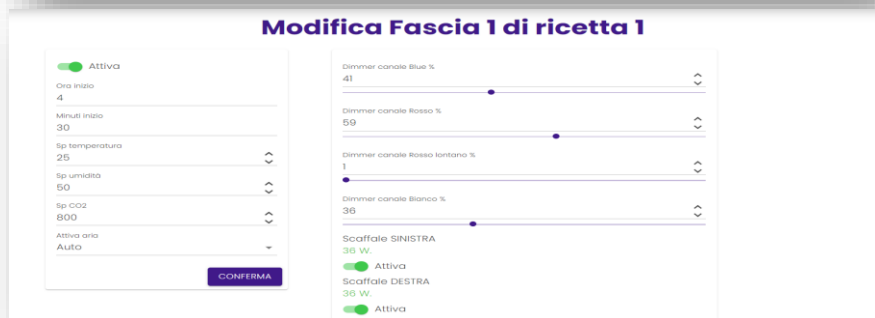 Modifica Fascia 1 di ricetta 1
Attiva
Ora inizio
4
Minuti inizio
30
Sp temperatura
25
Sp umidità
50
Sp CO2
800
Attiva aria
Auto
CONFERMA
Dimmer canale Blue %
41
Dimmer canale Rosso %
59
Dimmer canale Rosso lontano %
1
Dimmer canale Bianco %
36
Scaffale SINISTRA
36 W.
Attiva
Scaffale DESTRA
36 W.
Attiva